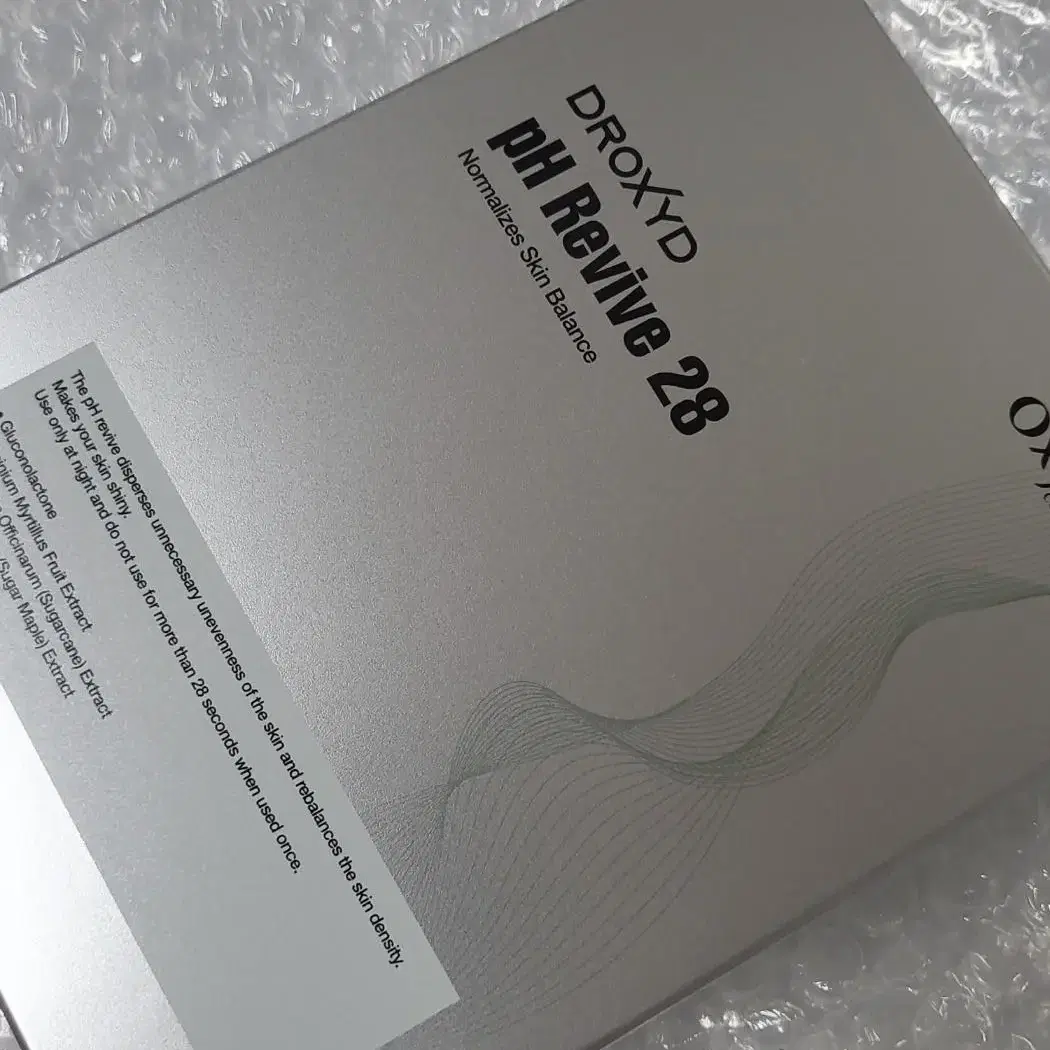 DROXYD
pH Revive 28
Normalizes Skin Balance
The pH revive disperses unnecessary unevenness of the skin and rebalances the skin density.
Makes your skin shiny.
Use only at night and do not use for more than 28 seconds when used once.
Gluconolactone
Myrtillus Fruit Extract
Officinarum (Sugarcane) Extract
(Sugar Maple) Extract